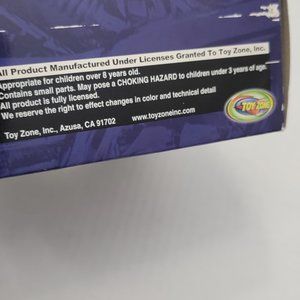 All Product Manufactured Under Licenses Granted To Toy Zone, Inc.
Appropriate for children over 8 years old.
Contains small parts. May pose a CHOKING HAZARD to children under 3 years of age.
All product is fully licensed.
We reserve the right to effect changes in color and technical detail
Toy Zone, Inc., Azusa, CA 91702 www.toyzoneinc.com
TOY ZONE